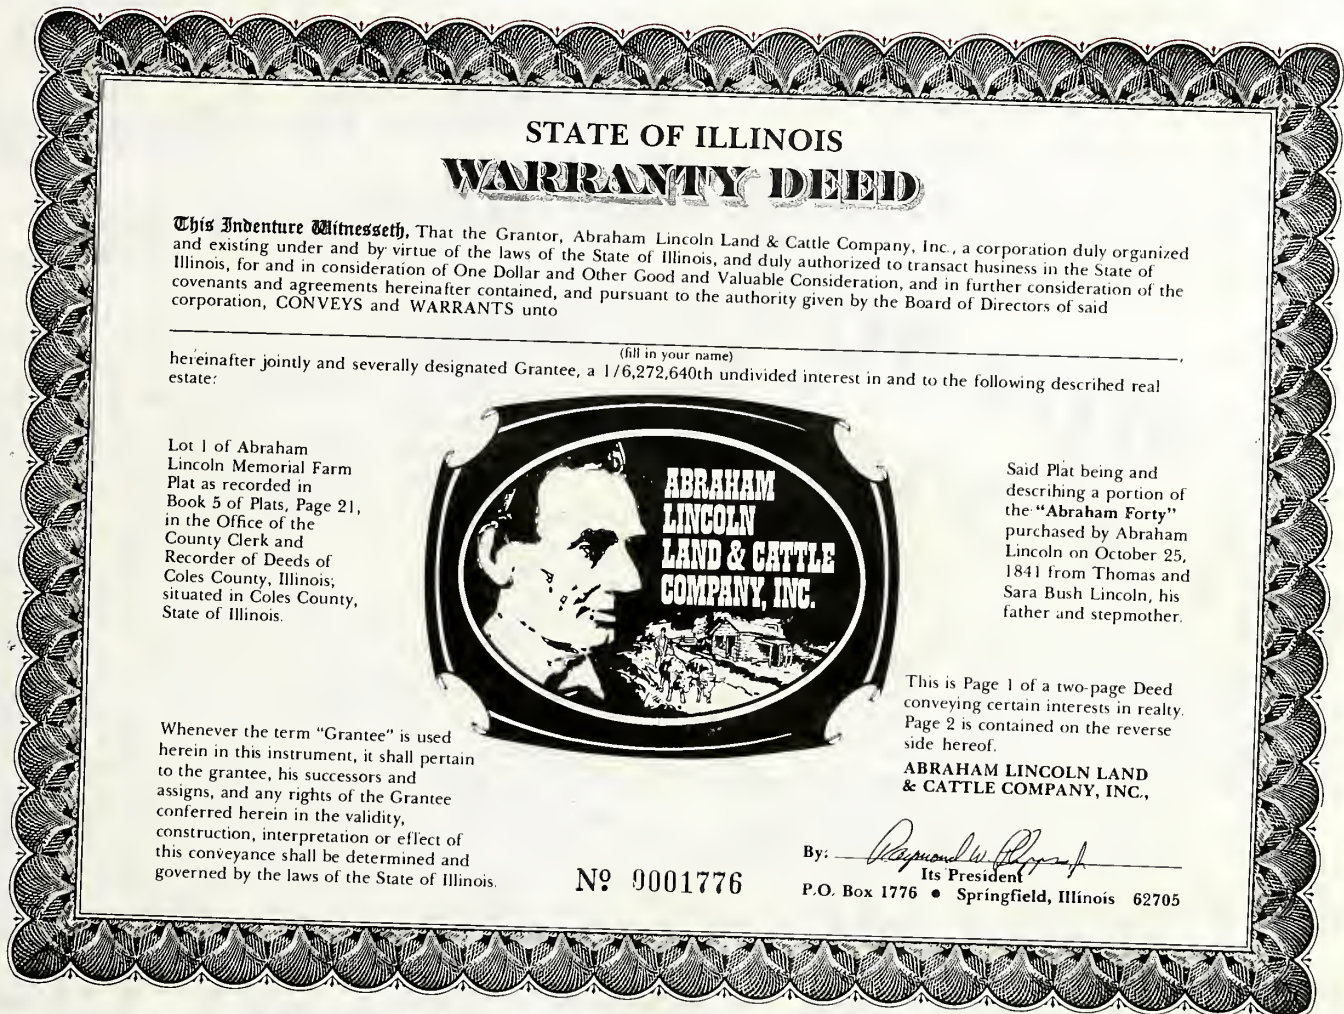 STATE OF ILLINOIS
WARRANTY DEED
This Indenture Witnesseth, That the Grantor, Abraham Lincoln Land & Cattle Company, Inc., a corporation duly organized
and existing under and by virtue of the laws of the State of Illinois, and duly authorized to transact business in the State of
Illinois, for and in consideration of One Dollar and Other Good and Valuable Consideration, and in further consideration of the
covenants and agreements hereinafter contained, and pursuant to the authority given by the Board of Directors of said
corporation, CONVEYS and WARRANTS unto
(fill in your name)
hereinafter jointly and severally designated Grantee, a 1/6,272,640th undivided interest in and to the following described real
estate:
Lot 1 of Abraham
Lincoln Memorial Farm
Plat as recorded in
Book 5 of Plats, Page 21,
in the Office of the
County Clerk and
Recorder of Deeds of
Coles County, Illinois;
situated in Coles County,
State of Illinois.
ABRAHAM
LINCOLN
LAND & CATTLE
COMPANY, INC.
Said Plat being and
describing a portion of
the "Abraham Forty"
purchased by Abraham
Lincoln on October 25,
1841 from Thomas and
Sara Bush Lincoln, his
father and stepmother.
Whenever the term "Grantee" is used
herein in this instrument, it shall pertain
to the grantee, his successors and
assigns, and any rights of the Grantee
conferred herein in the validity,
construction, interpretation or effect of
this conveyance shall be determined and
governed by the laws of the State of Illinois.
Nº 0001776
This is Page 1 of a two-page Deed
conveying certain interests in realty.
Page 2 is contained on the reverse
side hereof.
ABRAHAM LINCOLN LAND
& CATTLE COMPANY, INC.,
By: Raymond W.
Its President
P.O. Box 1776 • Springfield, Illinois 62705